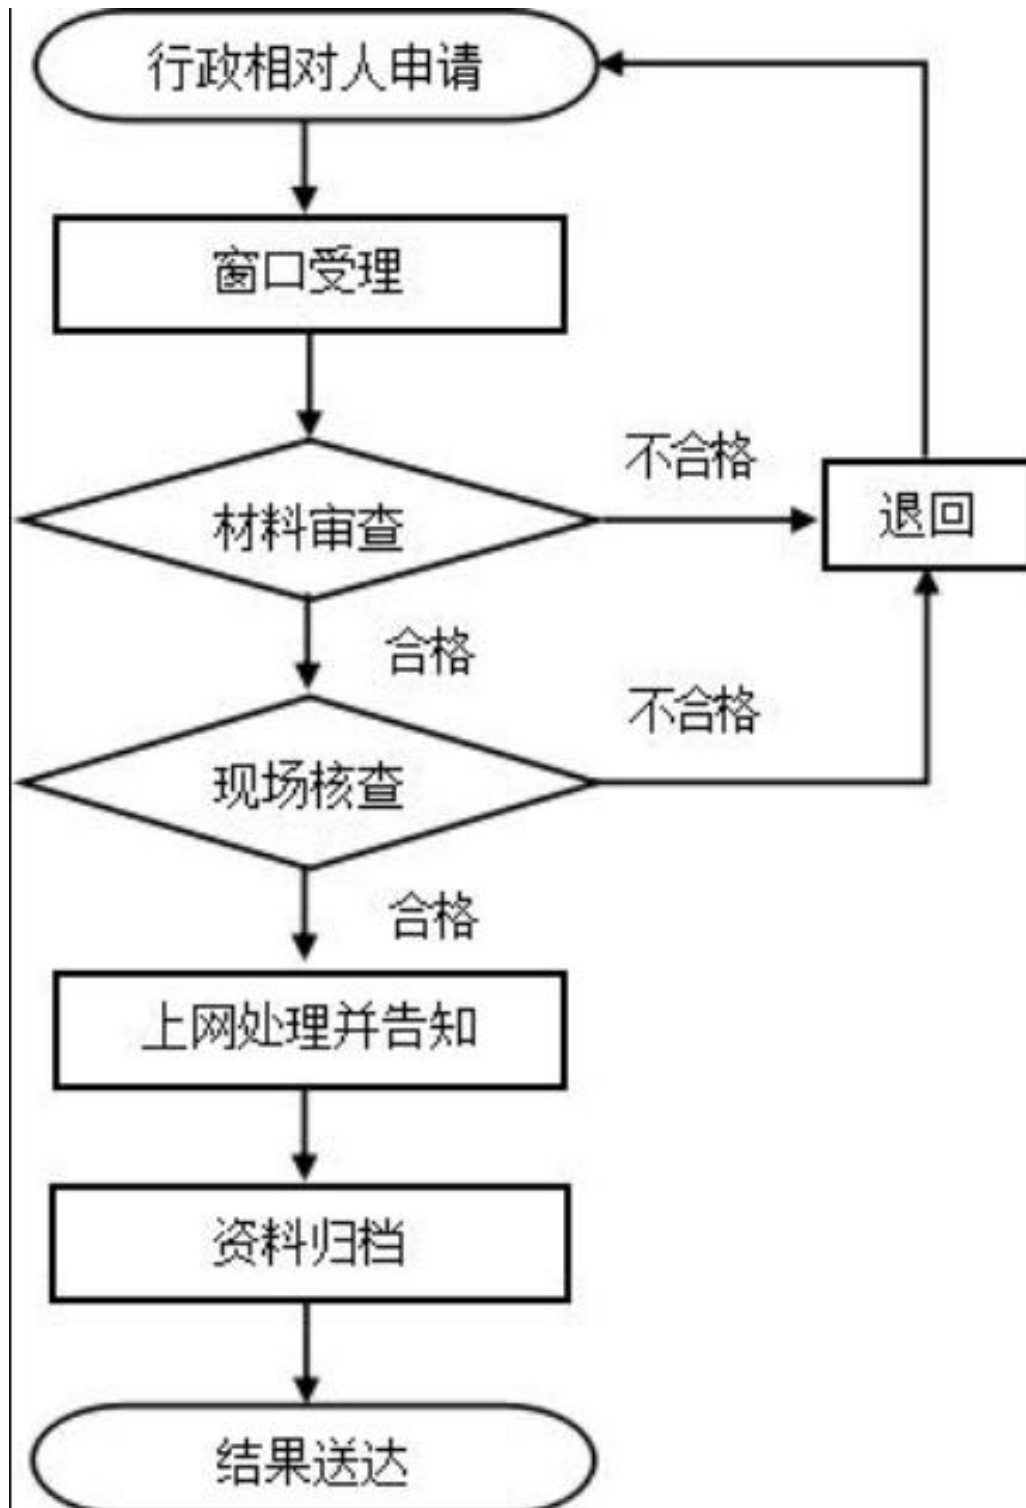 行政相对人申请
窗口受理
不合格
材料审查
退回
合格
不合格
现场核查
合格
上网处理并告知
资料归档
结果送达